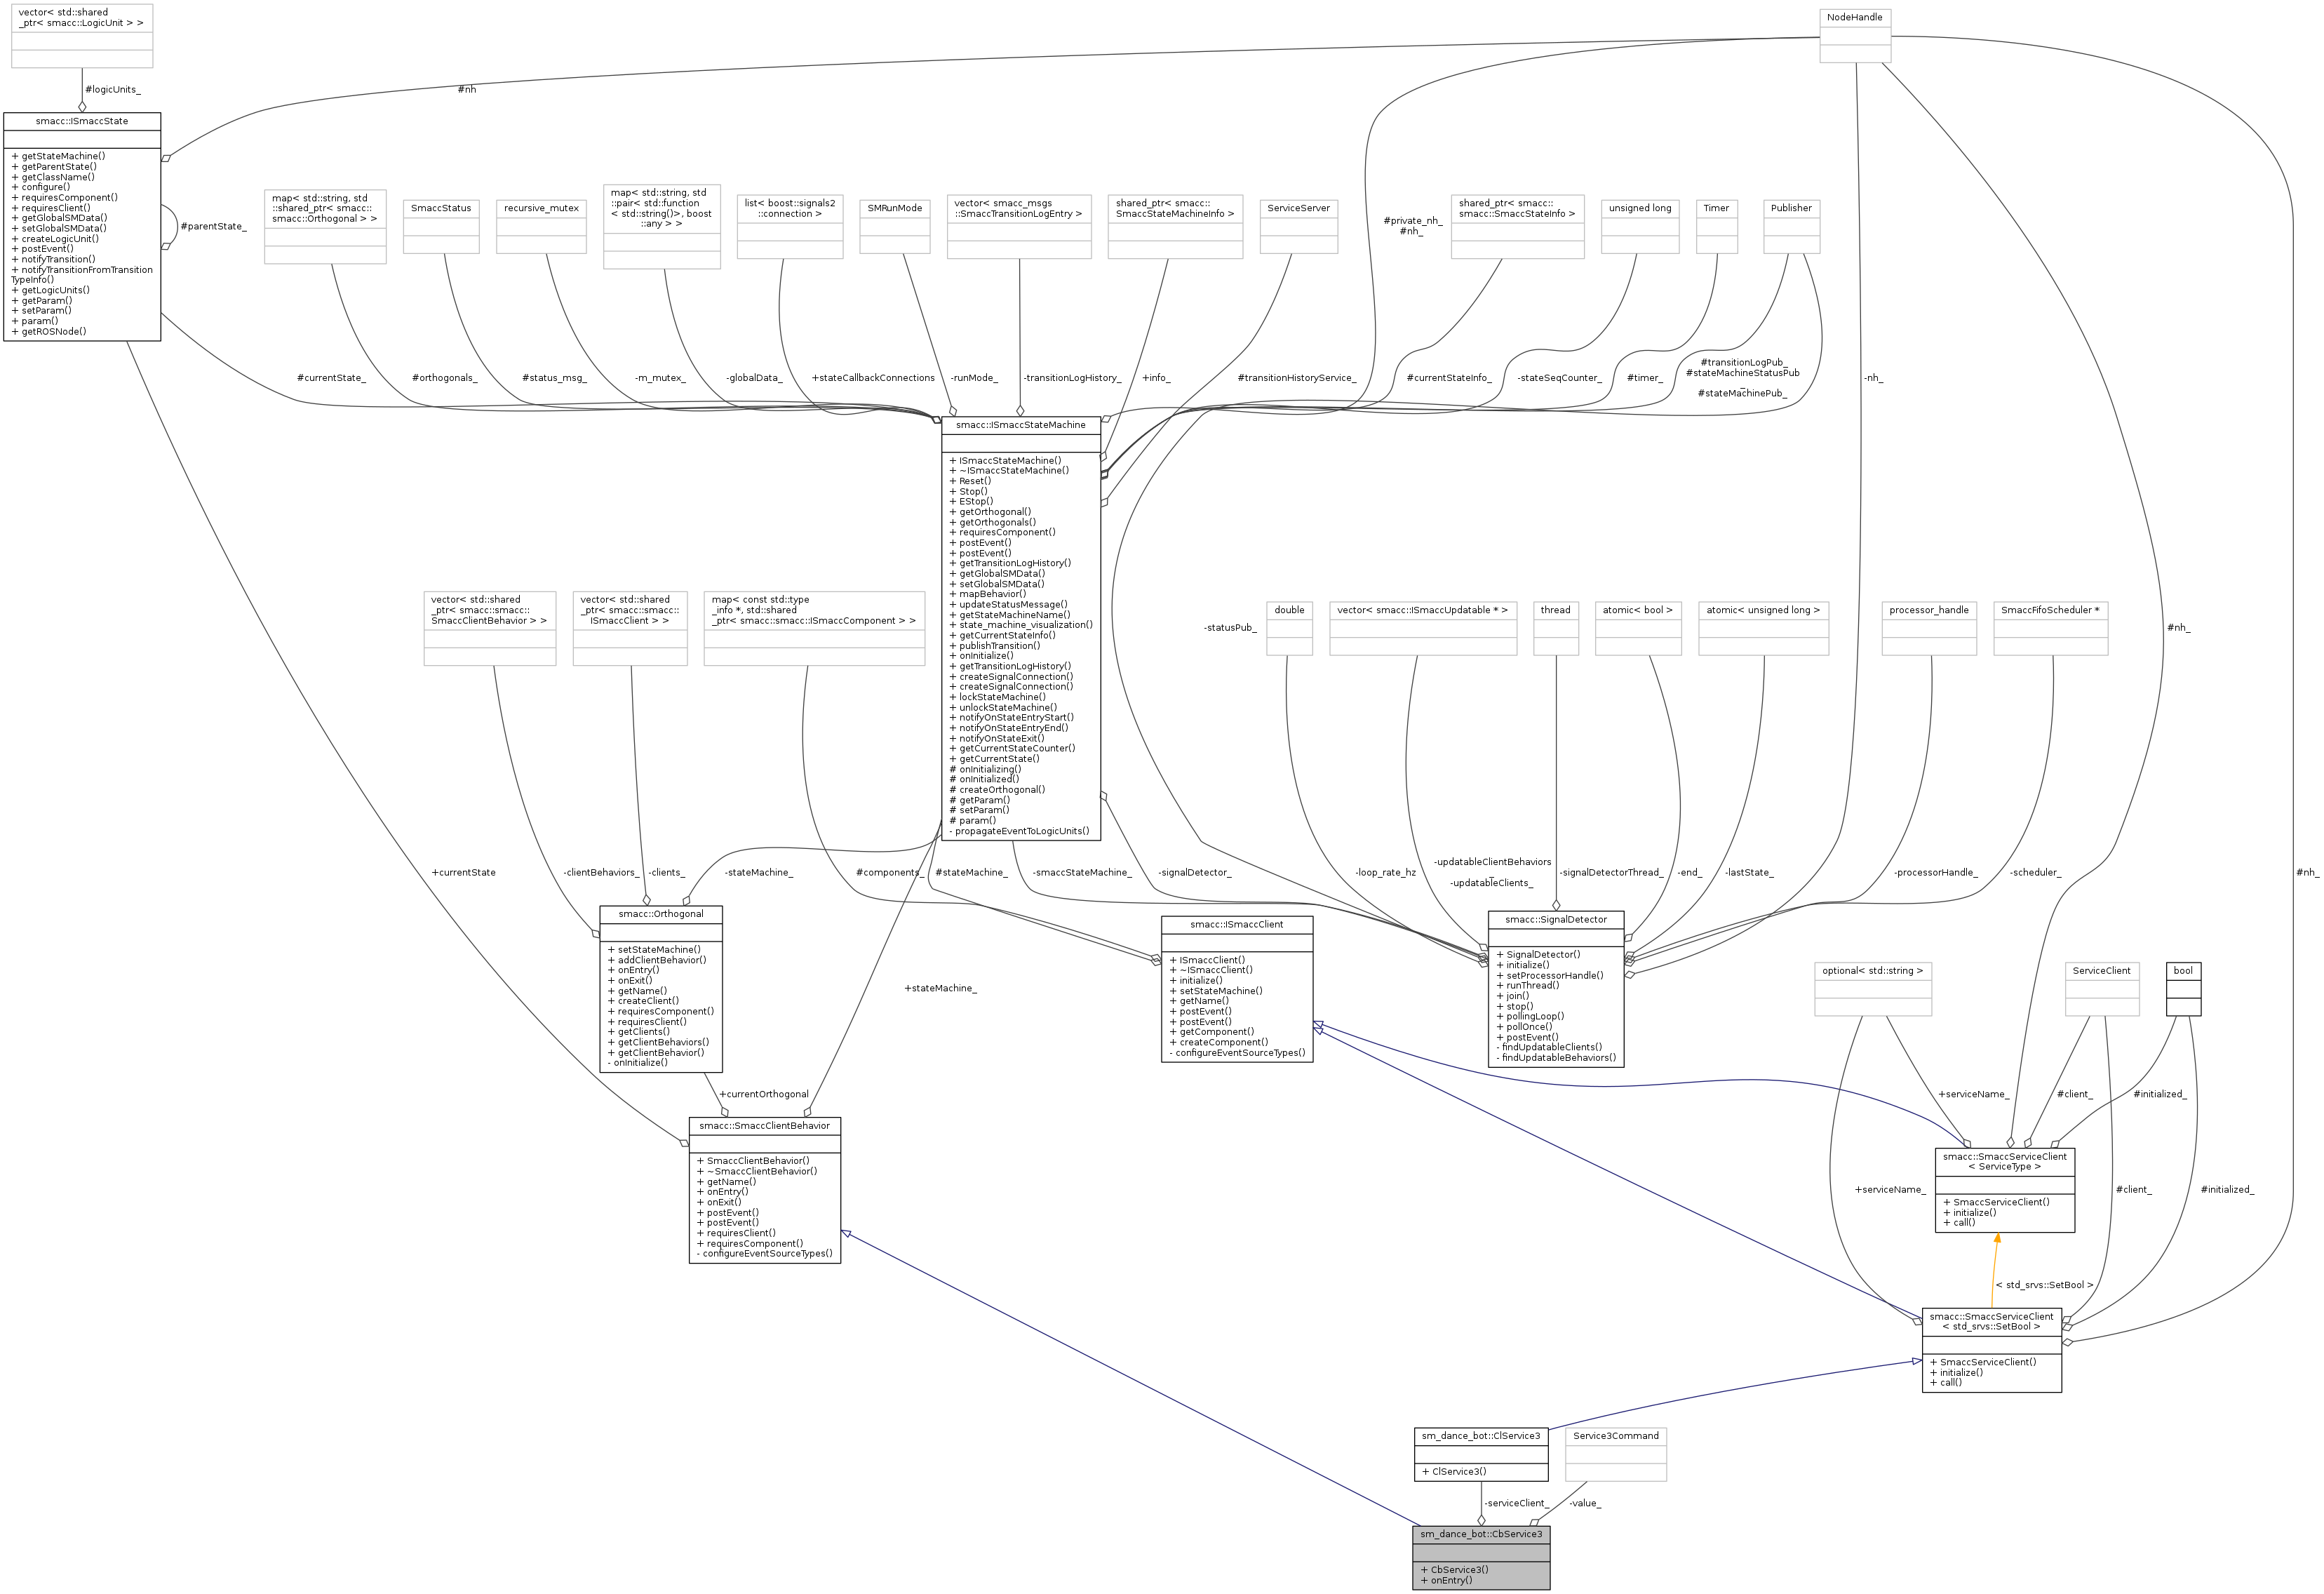 vector< std::shared
_ptr< smacc::LogicUnit > >
NodeHandle
#logicUnits_
#nh
smacc::ISmaccState
+ getStateMachine()
+ getParentState()
+ getClassName()
+ configure()
+ requiresComponent()
+ requiresClient()
+ getGlobalSMData()
+ setGlobalSMData()
+ createLogicUnit()
+ postEvent()
+ notifyTransition()
+ notifyTransitionFromTransition
TypeInfo()
+ getLogicUnits()
+ getParam()
+ setParam()
+ param()
+ getROSNode()
#parentState_
map< std::string, std
::shared_ptr< smacc::
smacc::Orthogonal > >
SmaccStatus
recursive_mutex
map< std::string, std
::pair< std::function
< std::string()>, boost
::any > >
list< boost::signals2
::connection >
SMRunMode
vector< smacc_msgs
::SmaccTransitionLogEntry >
shared_ptr< smacc::
SmaccStateMachineInfo >
ServiceServer
#private_nh_
#nh_
shared_ptr< smacc::
smacc::SmaccStateInfo >
unsigned long
Timer
Publisher
#currentState_
#orthogonals_
#status_msg_
-m_mutex_
-globalData_
+stateCallbackConnections
-runMode_
-transitionLogHistory_
+info_
#transitionHistoryService_
#currentStateInfo_
-stateSeqCounter_
#timer_
#transitionLogPub_
#stateMachineStatusPub
_
#stateMachinePub_
-nh_
smacc::ISmaccStateMachine
+ ISmaccStateMachine()
+ ~ISmaccStateMachine()
+ Reset()
+ Stop()
+ EStop()
+ getOrthogonal()
+ getOrthogonals()
+ requiresComponent()
+ postEvent()
+ postEvent()
+ getTransitionLogHistory()
+ getGlobalSMData()
+ setGlobalSMData()
+ mapBehavior()
+ updateStatusMessage()
+ getStateMachineName()
+ state_machine_visualization()
+ getCurrentStateInfo()
+ publishTransition()
+ onInitialize()
+ getTransitionLogHistory()
+ createSignalConnection()
+ createSignalConnection()
+ lockStateMachine()
+ unlockStateMachine()
+ notifyOnStateEntryStart()
+ notifyOnStateEntryEnd()
+ notifyOnStateExit()
+ getCurrentStateCounter()
+ getCurrentState()
# onInitializing()
# onInitialized()
# createOrthogonal()
# getParam()
# setParam()
# param()
- propagateEventToLogicUnits()
vector< std::shared
_ptr< smacc::smacc::
SmaccClientBehavior > >
vector< std::shared
_ptr< smacc::smacc::
ISmaccClient > >
map< const std::type
_info *, std::shared
_ptr< smacc::smacc::ISmaccComponent > >
-statusPub_
double
vector< smacc::ISmaccUpdatable * >
thread
atomic< bool >
atomic< unsigned long >
processor_handle
SmaccFifoScheduler *
#nh_
+currentState
-clientBehaviors_
-clients_
-stateMachine_
#components_
#stateMachine_
-smaccStateMachine_
-signalDetector_
-loop_rate_hz
-updatableClientBehaviors
_
-updatableClients_
-signalDetectorThread_
-end_
-lastState_
-processorHandle_
-scheduler_
#nh_
smacc::Orthogonal
+ setStateMachine()
+ addClientBehavior()
+ onEntry()
+ onExit()
+ getName()
+ createClient()
+ requiresComponent()
+ requiresClient()
+ getClients()
+ getClientBehaviors()
+ getClientBehavior()
- onInitialize()
+stateMachine_
smacc::ISmaccClient
+ ISmaccClient()
+ ~ISmaccClient()
+ initialize()
+ setStateMachine()
+ getName()
+ postEvent()
+ postEvent()
+ getComponent()
+ createComponent()
- configureEventSourceTypes()
smacc::SignalDetector
+ SignalDetector()
+ initialize()
+ setProcessorHandle()
+ runThread()
+ join()
+ stop()
+ pollingLoop()
+ pollOnce()
+ postEvent()
- findUpdatableClients()
- findUpdatableBehaviors()
optional< std::string >
ServiceClient
bool
+currentOrthogonal
+serviceName_
#client_
#initialized_
smacc::SmaccClientBehavior
+ SmaccClientBehavior()
+ ~SmaccClientBehavior()
+ getName()
+ onEntry()
+ onExit()
+ postEvent()
+ postEvent()
+ requiresClient()
+ requiresComponent()
- configureEventSourceTypes()
smacc::SmaccServiceClient
< ServiceType >
+ SmaccServiceClient()
+ initialize()
+ call()
+serviceName_
#client_
#initialized_
< std_srvs::SetBool >
smacc::SmaccServiceClient
< std_srvs::SetBool >
+ SmaccServiceClient()
+ initialize()
+ call()
sm_dance_bot::ClService3
+ ClService3()
Service3Command
-serviceClient_
-value_
sm_dance_bot::CbService3
+ CbService3()
+ onEntry()